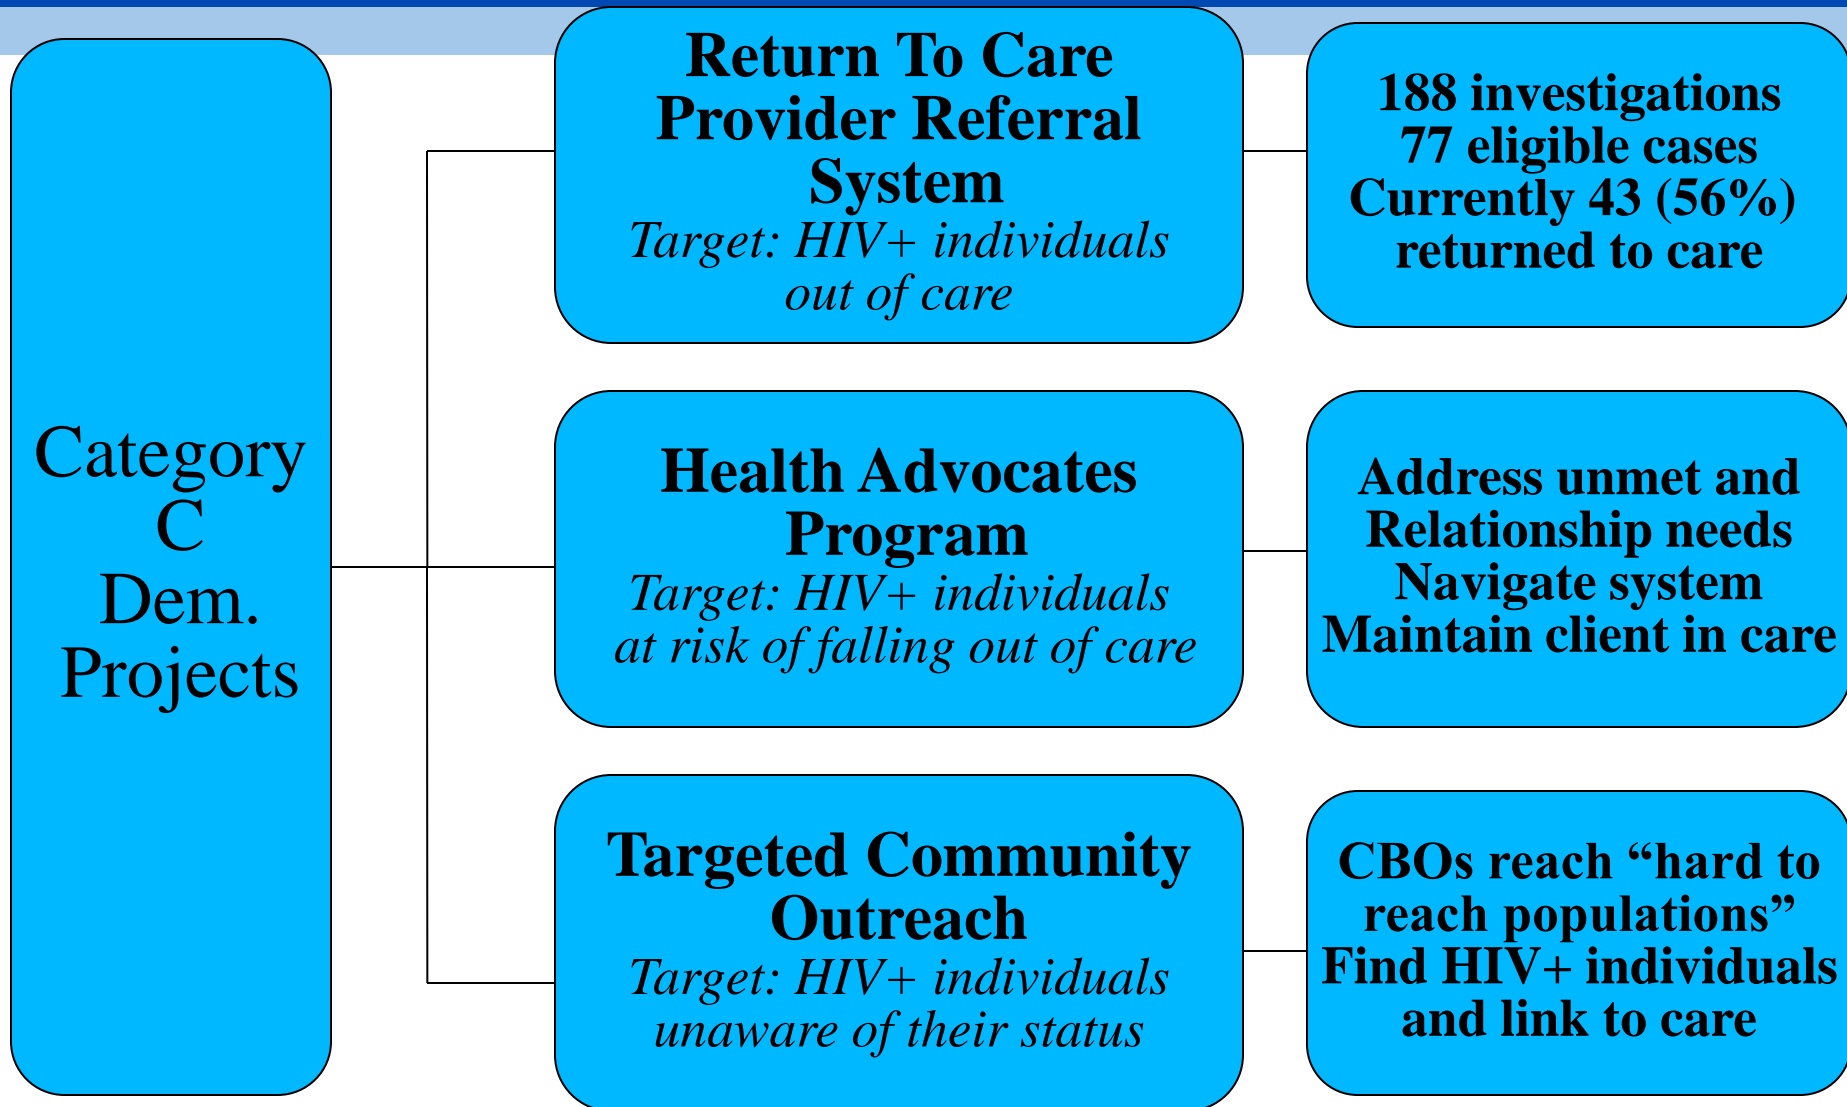 Category
C
Dem.
Projects
Return To Care
Provider Referral
System
Target: HIV+ individuals
out of care
188 investigations
77 eligible cases
Currently 43 (56%)
returned to care
Health Advocates
Program
Target: HIV+ individuals
at risk of falling out of care
Address unmet and
Relationship needs
Navigate system
Maintain client in care
Targeted Community
Outreach
Target: HIV+ individuals
unaware of their status
CBOs reach “hard to
reach populations”
Find HIV+ individuals
and link to care